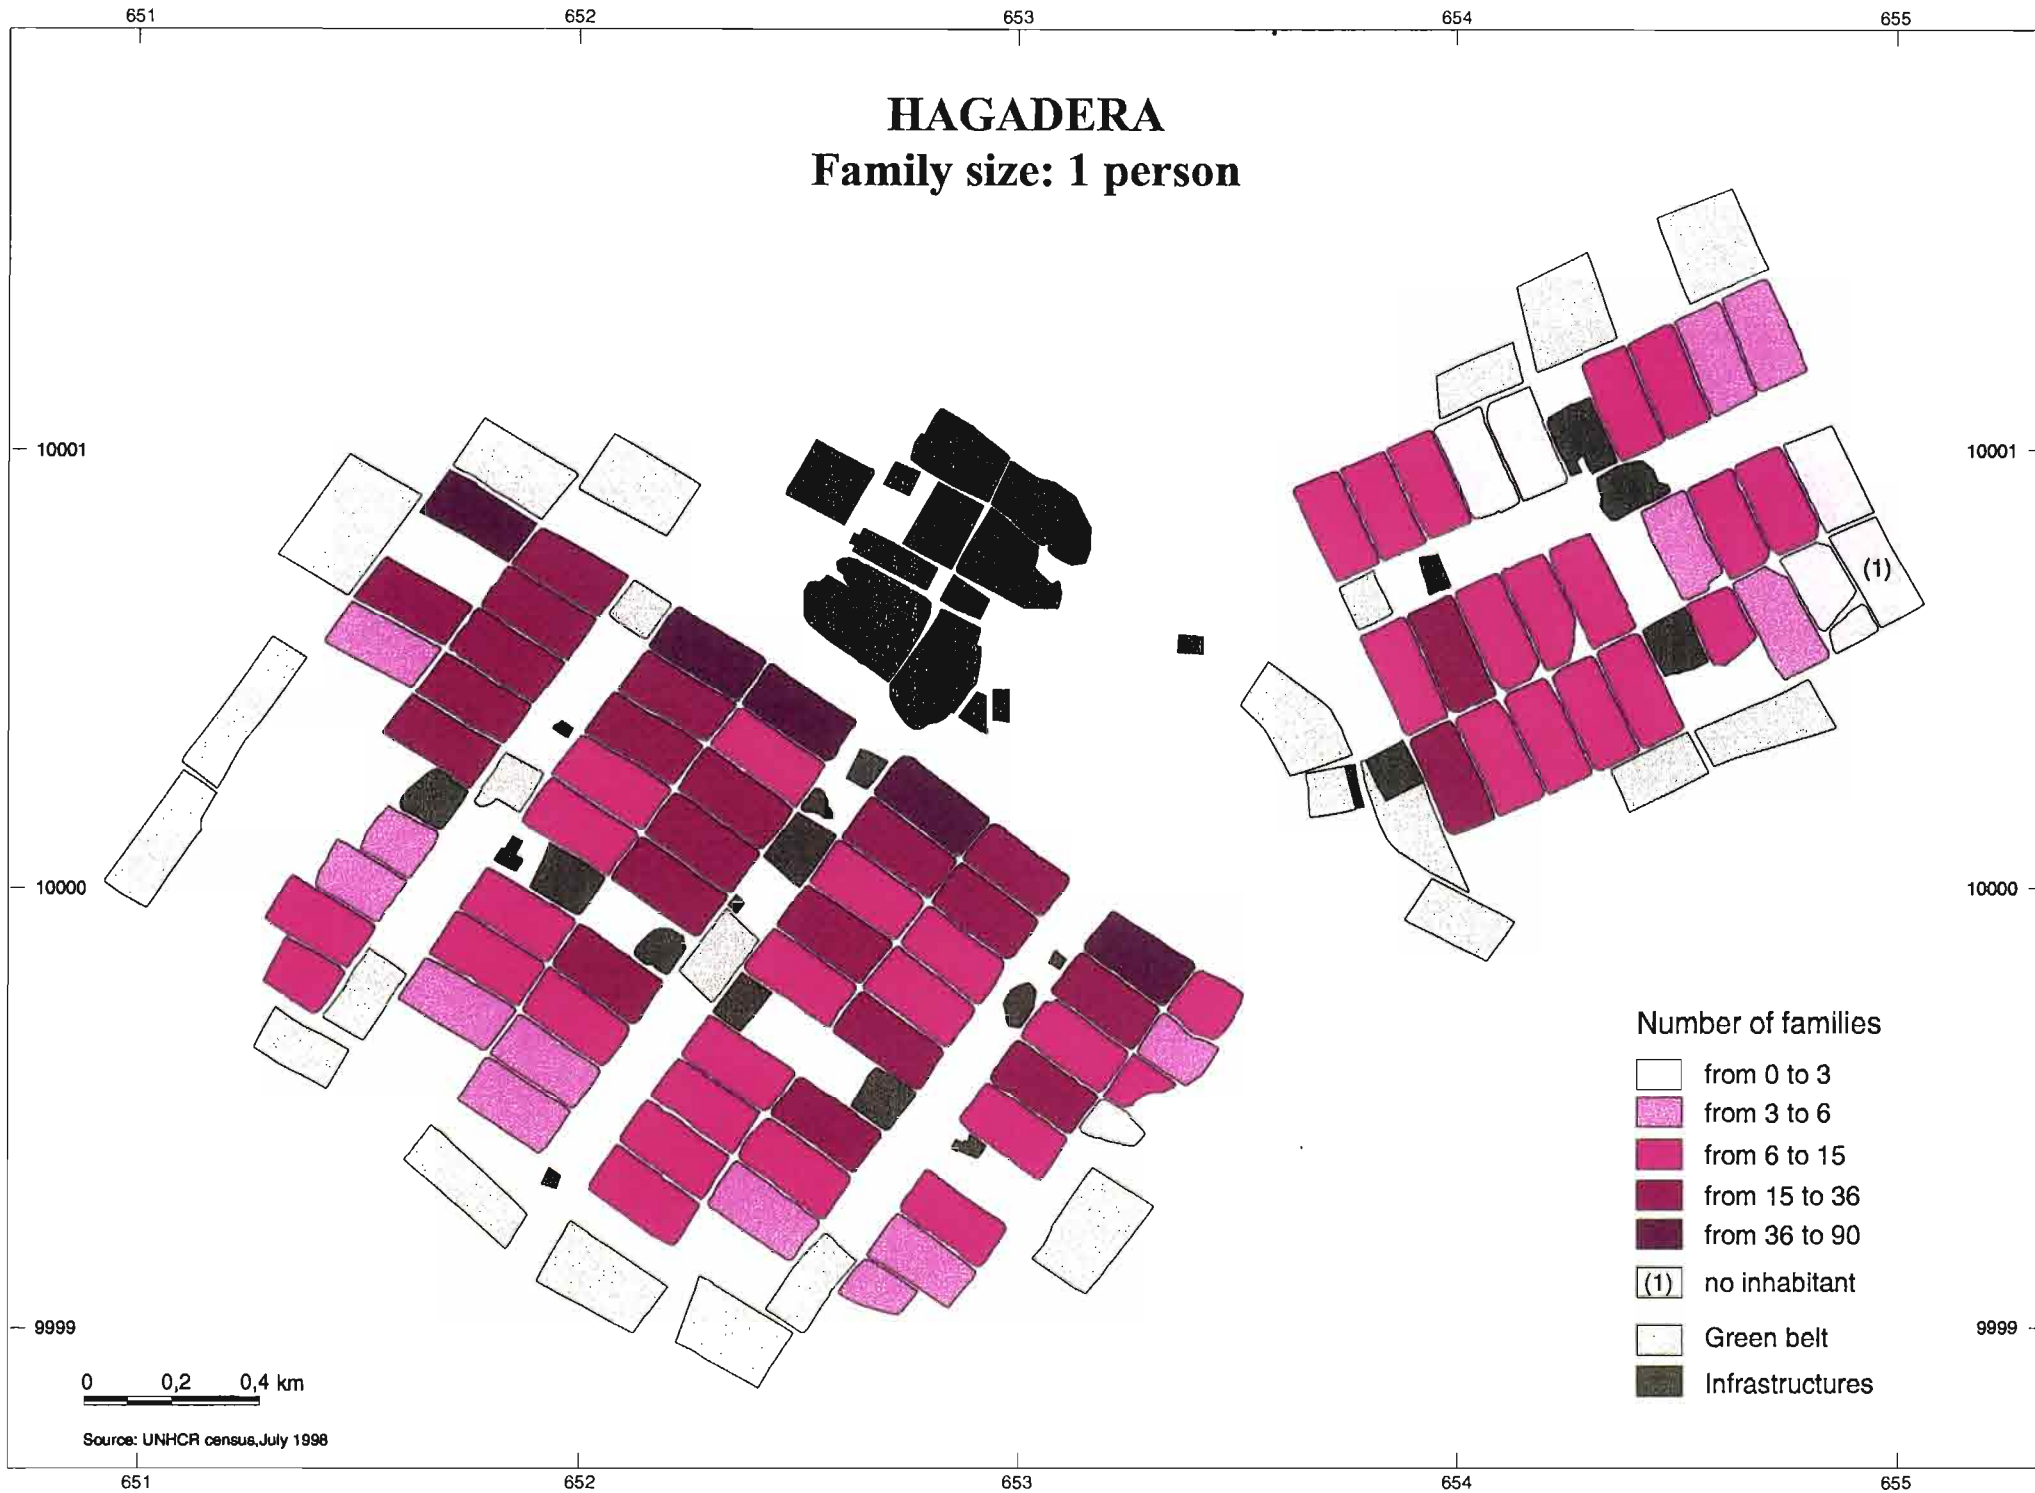 651 652 653 654 655
HAGADERA
Family size: 1 person
10001 10001
(1)
10000 10000
Number of families
from 0 to 3
from 3 to 6
from 6 to 15
from 15 to 36
from 36 to 90
(1) no inhabitant
Green belt
Infrastructures
9999 9999
0 0,2 0,4 km
Source: UNHCR census,July 1998
651 652 653 654 655